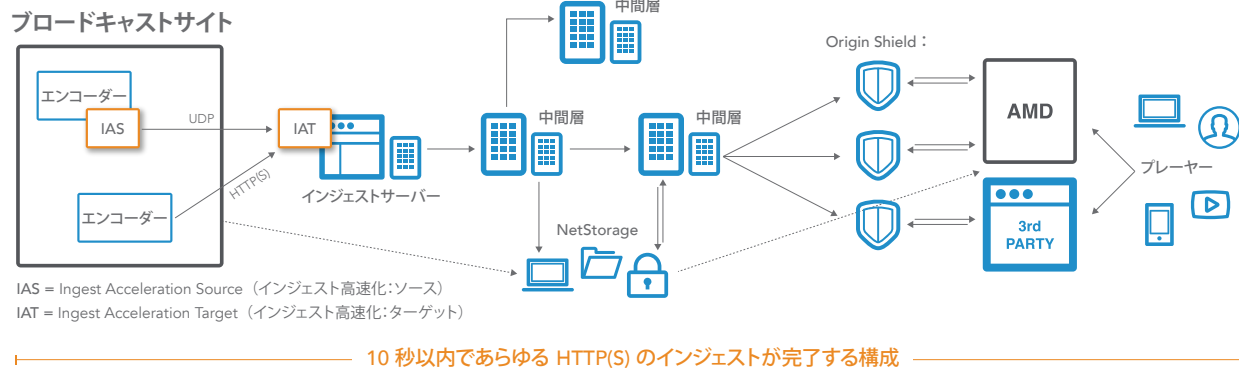 ブロードキャストサイト
中間層
Origin Shield：
エンコーダー
IAS
UDP
IAT
中間層
中間層
AMD
HTTP(S)
インジェストサーバー
プレーヤー
エンコーダー
NetStorage
3rd
PARTY
IAS = Ingest Acceleration Source（インジェスト高速化：ソース）
IAT = Ingest Acceleration Target（インジェスト高速化：ターゲット）
10 秒以内であらゆる HTTP(S) のインジェストが完了する構成